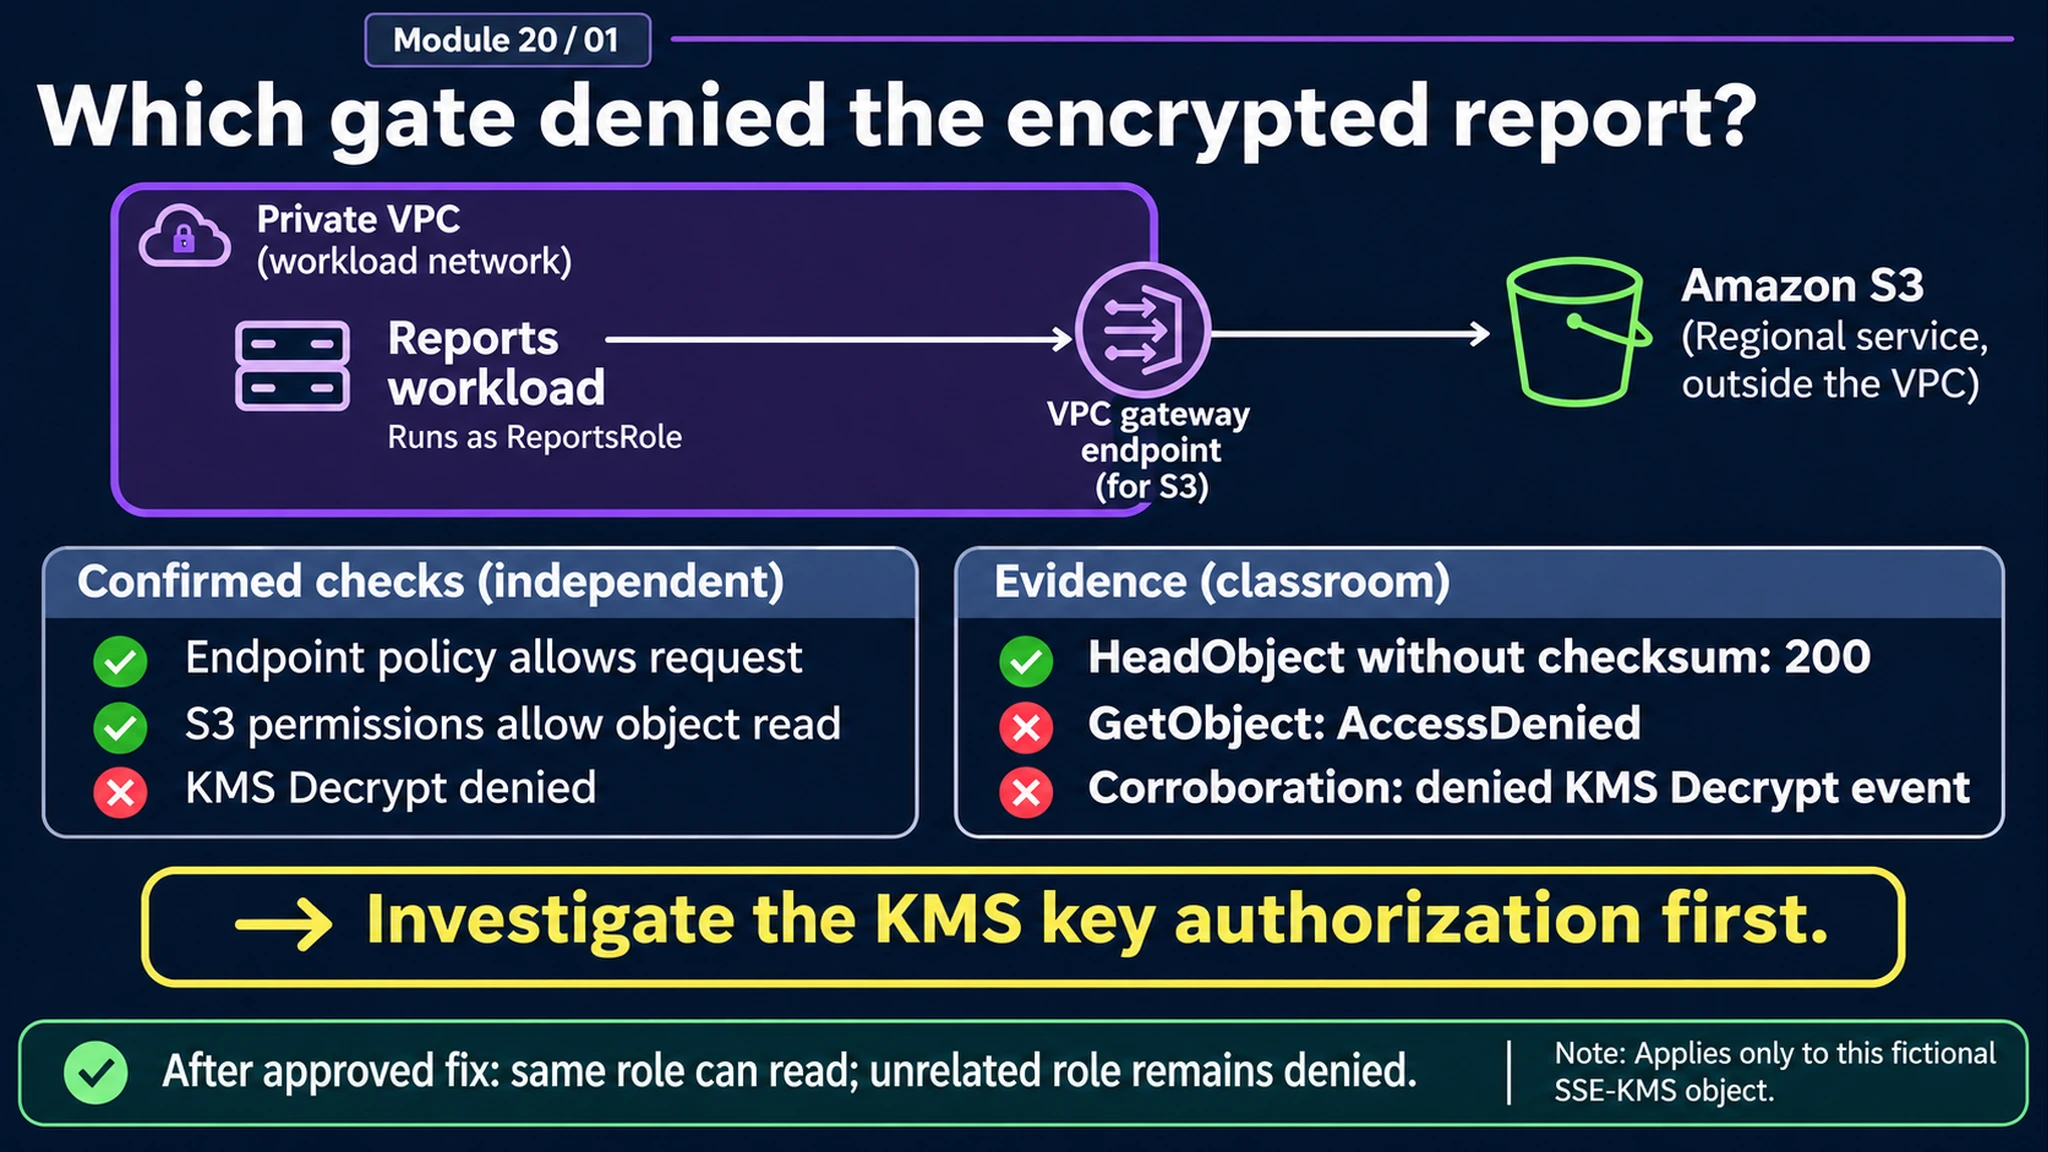 Module 20 / 01
Which gate denied the encrypted report?
Private VPC
(workload network)
Reports
workload
Runs as ReportsRole
VPC gateway
endpoint
(for S3)
Amazon S3
(Regional service,
outside the VPC)
Confirmed checks (independent)
Endpoint policy allows request
S3 permissions allow object read
KMS Decrypt denied
Evidence (classroom)
HeadObject without checksum: 200
GetObject: AccessDenied
Corroboration: denied KMS Decrypt event
→ Investigate the KMS key authorization first.
After approved fix: same role can read; unrelated role remains denied.
Note: Applies only to this fictional
SSE-KMS object.